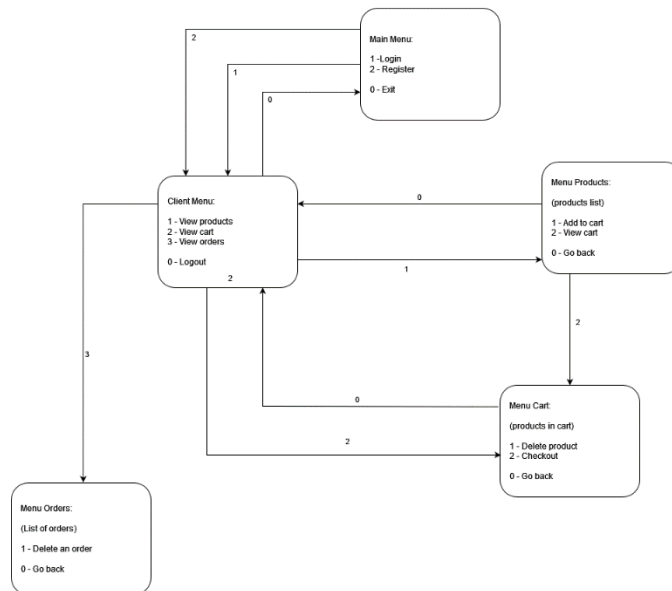 2
Main Menu:
1 -Login
2 - Register
0 - Exit
1
0
Client Menu:
1 - View products
2 - View cart
3 - View orders
0 - Logout
2
0
1
Menu Products:
(products list)
1 - Add to cart
2 - View cart
0 - Go back
2
3
0
2
Menu Cart:
(products in cart)
1 - Delete product
2 - Checkout
0 - Go back
Menu Orders:
(List of orders)
1 - Delete an order
0 - Go back